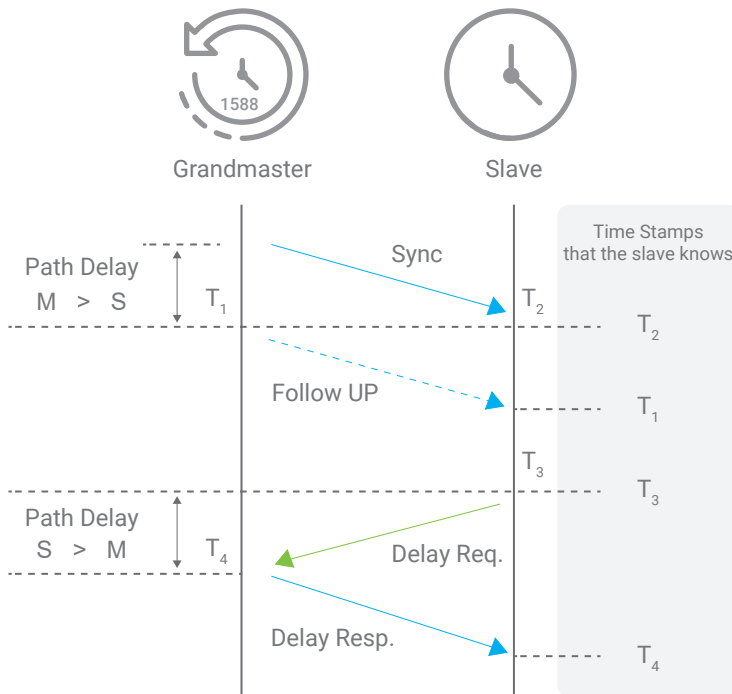 1588
Grandmaster
Slave
Time Stamps
that the slave knows
Sync
Path Delay
M > S
T1
T2
T2
Follow UP
T1
T3
T3
Path Delay
S > M
T4
Delay Req.
Delay Resp.
T4